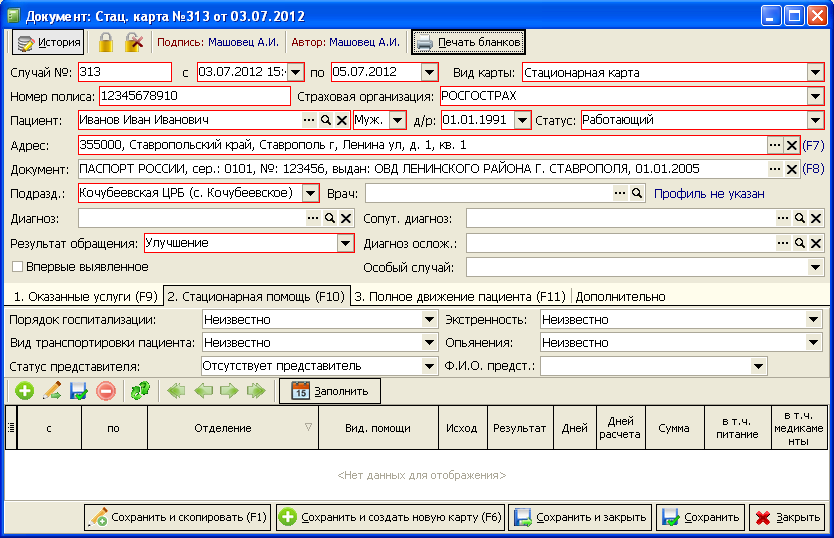 Документ: Стац. карта №313 от 03.07.2012
История Подпись: Машовец А.И. Автор: Машовец А.И. Печать бланков
Случай №: 313 с 03.07.2012 15: по 05.07.2012 Вид карты: Стационарная карта
Номер полиса: 12345678910 Страховая организация: РОСГОСТРАХ
Пациент: Иванов Иван Иванович Муж. д/р: 01.01.1991 Статус: Работающий
Адрес: 355000, Ставропольский край, Ставрополь г, Ленина ул, д. 1, кв. 1 (F7)
Документ: ПАСПОРТ РОССИИ, сер.: 0101, №: 123456, выдан: ОВД ЛЕНИНСКОГО РАЙОНА Г. СТАВРОПОЛЯ, 01.01.2005 (F8)
Подразд.: Кочубеевская ЦРБ (с. Кочубеевское) Врач: Профиль не указан
Диагноз: Сопут. диагноз:
Результат обращения: Улучшение Диагноз ослож.:
Впервые выявленное Особый случай:
1. Оказанные услуги (F9) 2. Стационарная помощь (F10) 3. Полное движение пациента (F11) Дополнительно
Порядок госпитализации: Неизвестно Экстренность: Неизвестно
Вид транспортировки пациента: Неизвестно Опьянения: Неизвестно
Статус представителя: Отсутствует представитель Ф.И.О. предст.:
15 Заполнить
с по Отделение Вид. помощи Исход Результат Дней Дней расчета Сумма в т.ч. питание в т.ч. медикаме нты
<Нет данных для отображения>
Сохранить и скопировать (F1) Сохранить и создать новую карту (F6) Сохранить и закрыть Сохранить Закрыть